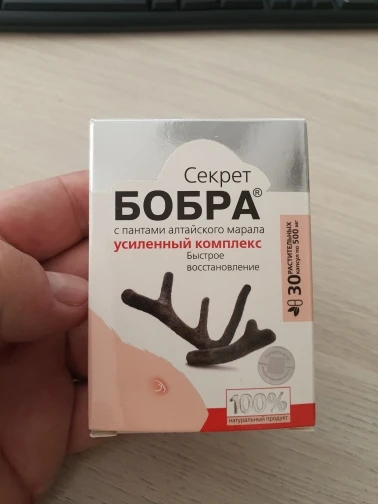 Секрет
БОБРА®
с пантами алтайского марала
усиленный комплекс
Быстрое
восстановление
30 РАСТИТЕЛЬНЫХ
капсул по 500 мг
100%
натуральный продукт